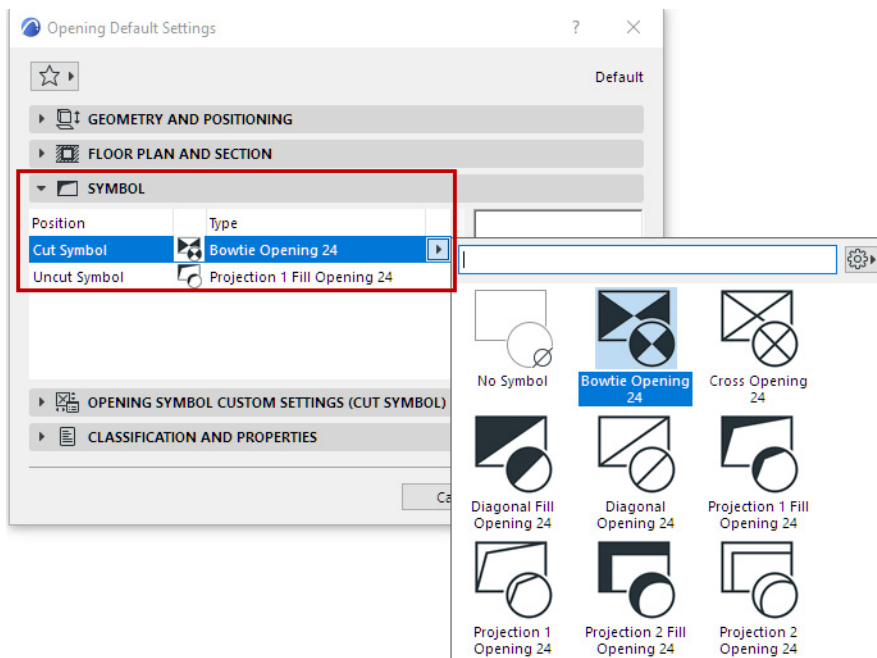 Opening Default Settings
?
Default
GEOMETRY AND POSITIONING
FLOOR PLAN AND SECTION
SYMBOL
Position Type
Cut Symbol Bowtie Opening 24
Uncut Symbol Projection 1 Fill Opening 24
OPENING SYMBOL CUSTOM SETTINGS (CUT SYMBOL)
CLASSIFICATION AND PROPERTIES
No Symbol
Bowtie Opening
24
Cross Opening
24
Diagonal Fill
Opening 24
Diagonal
Opening 24
Projection 1 Fill
Opening 24
Projection 1
Opening 24
Projection 2 Fill
Opening 24
Projection 2
Opening 24